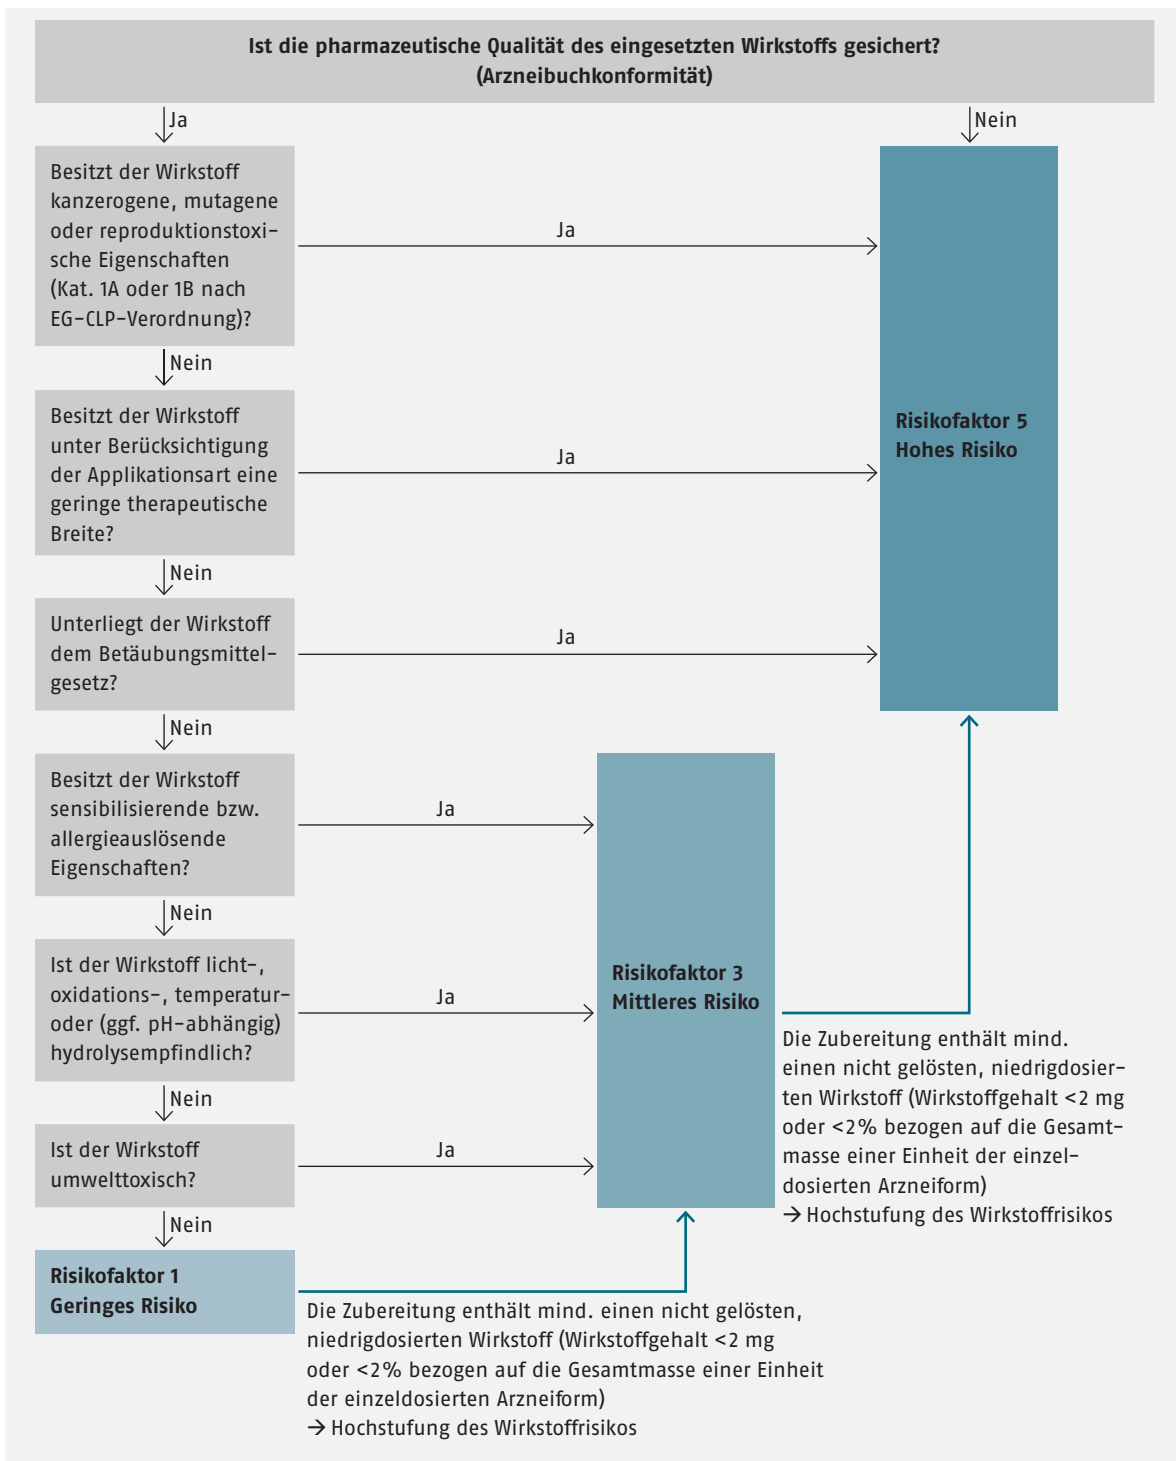 Ist die pharmazeutische Qualität des eingesetzten Wirkstoffs gesichert?
(Arzneibuchkonformität)
Ja
Nein
Besitzt der Wirkstoff
kanzerogene, mutagene
oder reproduktionstoxi-
sche Eigenschaften
(Kat. 1A oder 1B nach
EG-CLP-Verordnung)?
Ja
Nein
Besitzt der Wirkstoff
unter Berücksichtigung
der Applikationsart eine
geringe therapeutische
Breite?
Ja
Risikofaktor 5
Hohes Risiko
Nein
Unterliegt der Wirkstoff
dem Betäubungsmittel-
gesetz?
Ja
Nein
Besitzt der Wirkstoff
sensibilisierende bzw.
allergieauslösende
Eigenschaften?
Ja
Nein
Ist der Wirkstoff licht-,
oxidations-, temperatur-
oder (ggf. pH-abhängig)
hydrolysempfindlich?
Ja
Risikofaktor 3
Mittleres Risiko
Die Zubereitung enthält mind.
einen nicht gelösten, niedrigdosier-
ten Wirkstoff (Wirkstoffgehalt <2 mg
oder <2% bezogen auf die Gesamt-
masse einer Einheit der einzel-
dosierten Arzneiform)
→ Hochstufung des Wirkstoffrisikos
Nein
Ist der Wirkstoff
umwelttoxisch?
Ja
Nein
Risikofaktor 1
Geringes Risiko
Die Zubereitung enthält mind. einen nicht gelösten,
niedrigdosierten Wirkstoff (Wirkstoffgehalt <2 mg
oder <2% bezogen auf die Gesamtmasse einer Einheit
der einzeldosierten Arzneiform)
→ Hochstufung des Wirkstoffrisikos